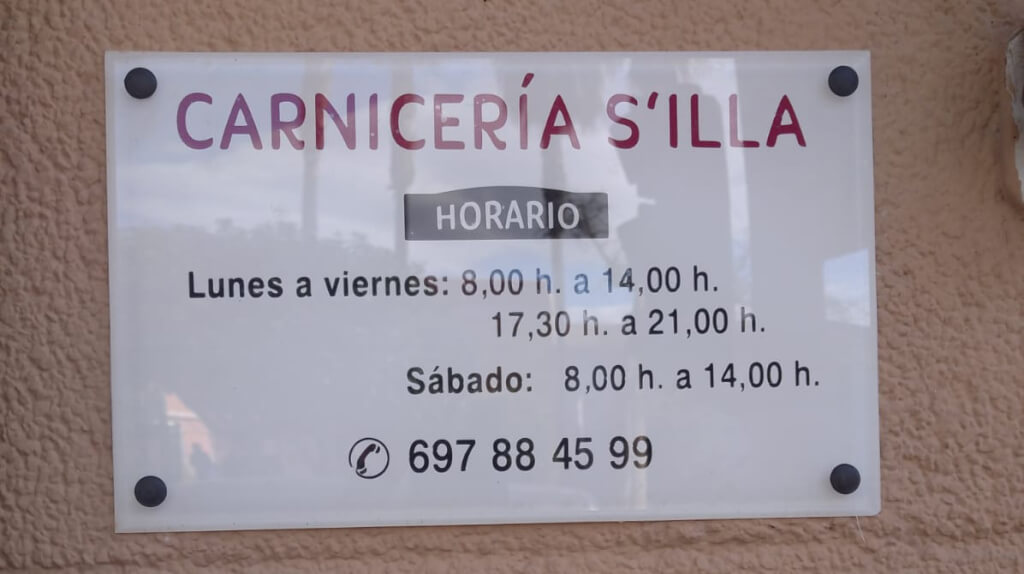 CARNICERÍA S'ILLA
HORARIO
Lunes a viernes: 8,00 h. a 14,00 h.
17,30 h. a 21,00 h.
Sábado: 8,00 h. a 14,00 h.
697 88 45 99